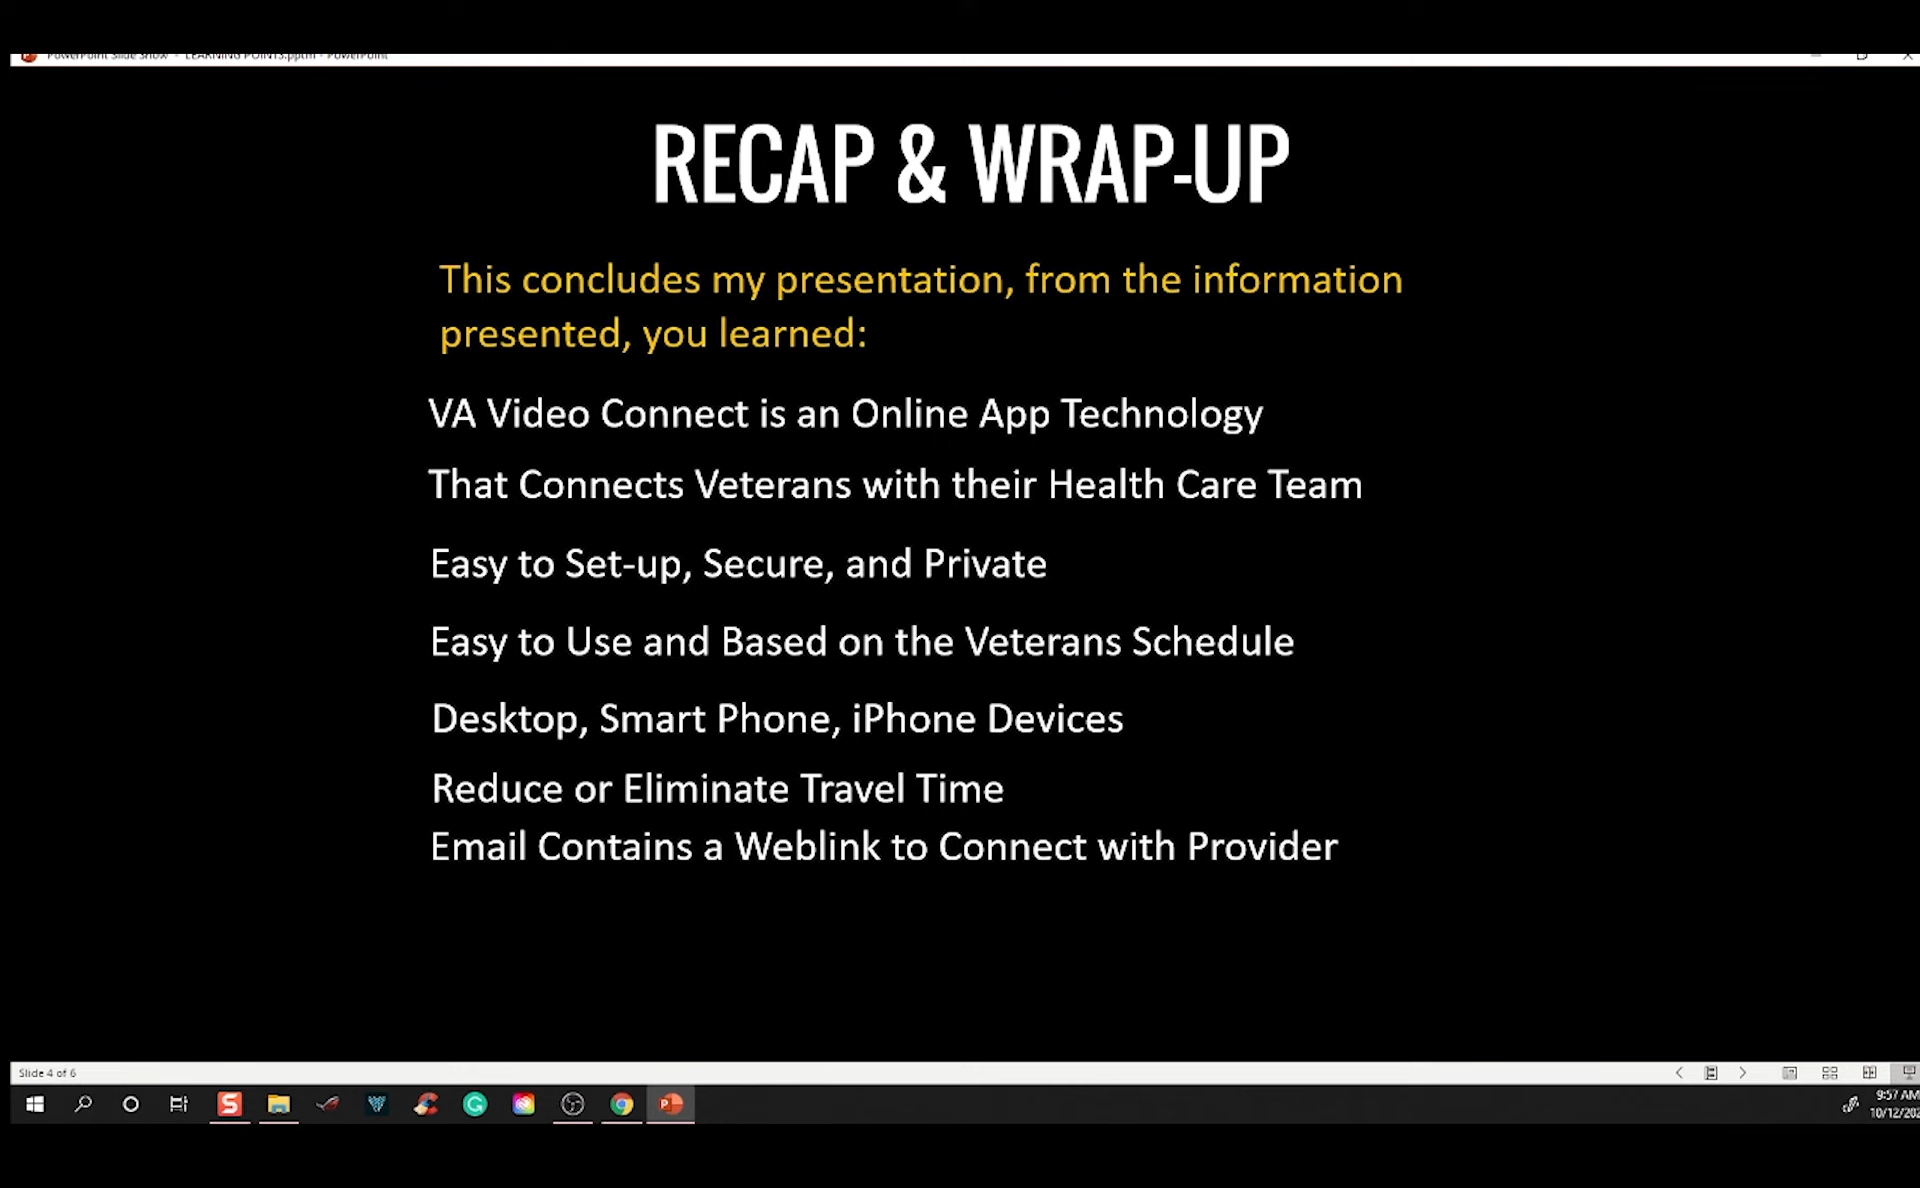 PowerPoint Slide Show - LEARNING POINTS.pptm - PowerPoint
RECAP & WRAP-UP
This concludes my presentation, from the information
presented, you learned:
VA Video Connect is an Online App Technology
That Connects Veterans with their Health Care Team
Easy to Set-up, Secure, and Private
Easy to Use and Based on the Veterans Schedule
Desktop, Smart Phone, iPhone Devices
Reduce or Eliminate Travel Time
Email Contains a Weblink to Connect with Provider
Slide 4 of 6
9:57 AM
10/12/202